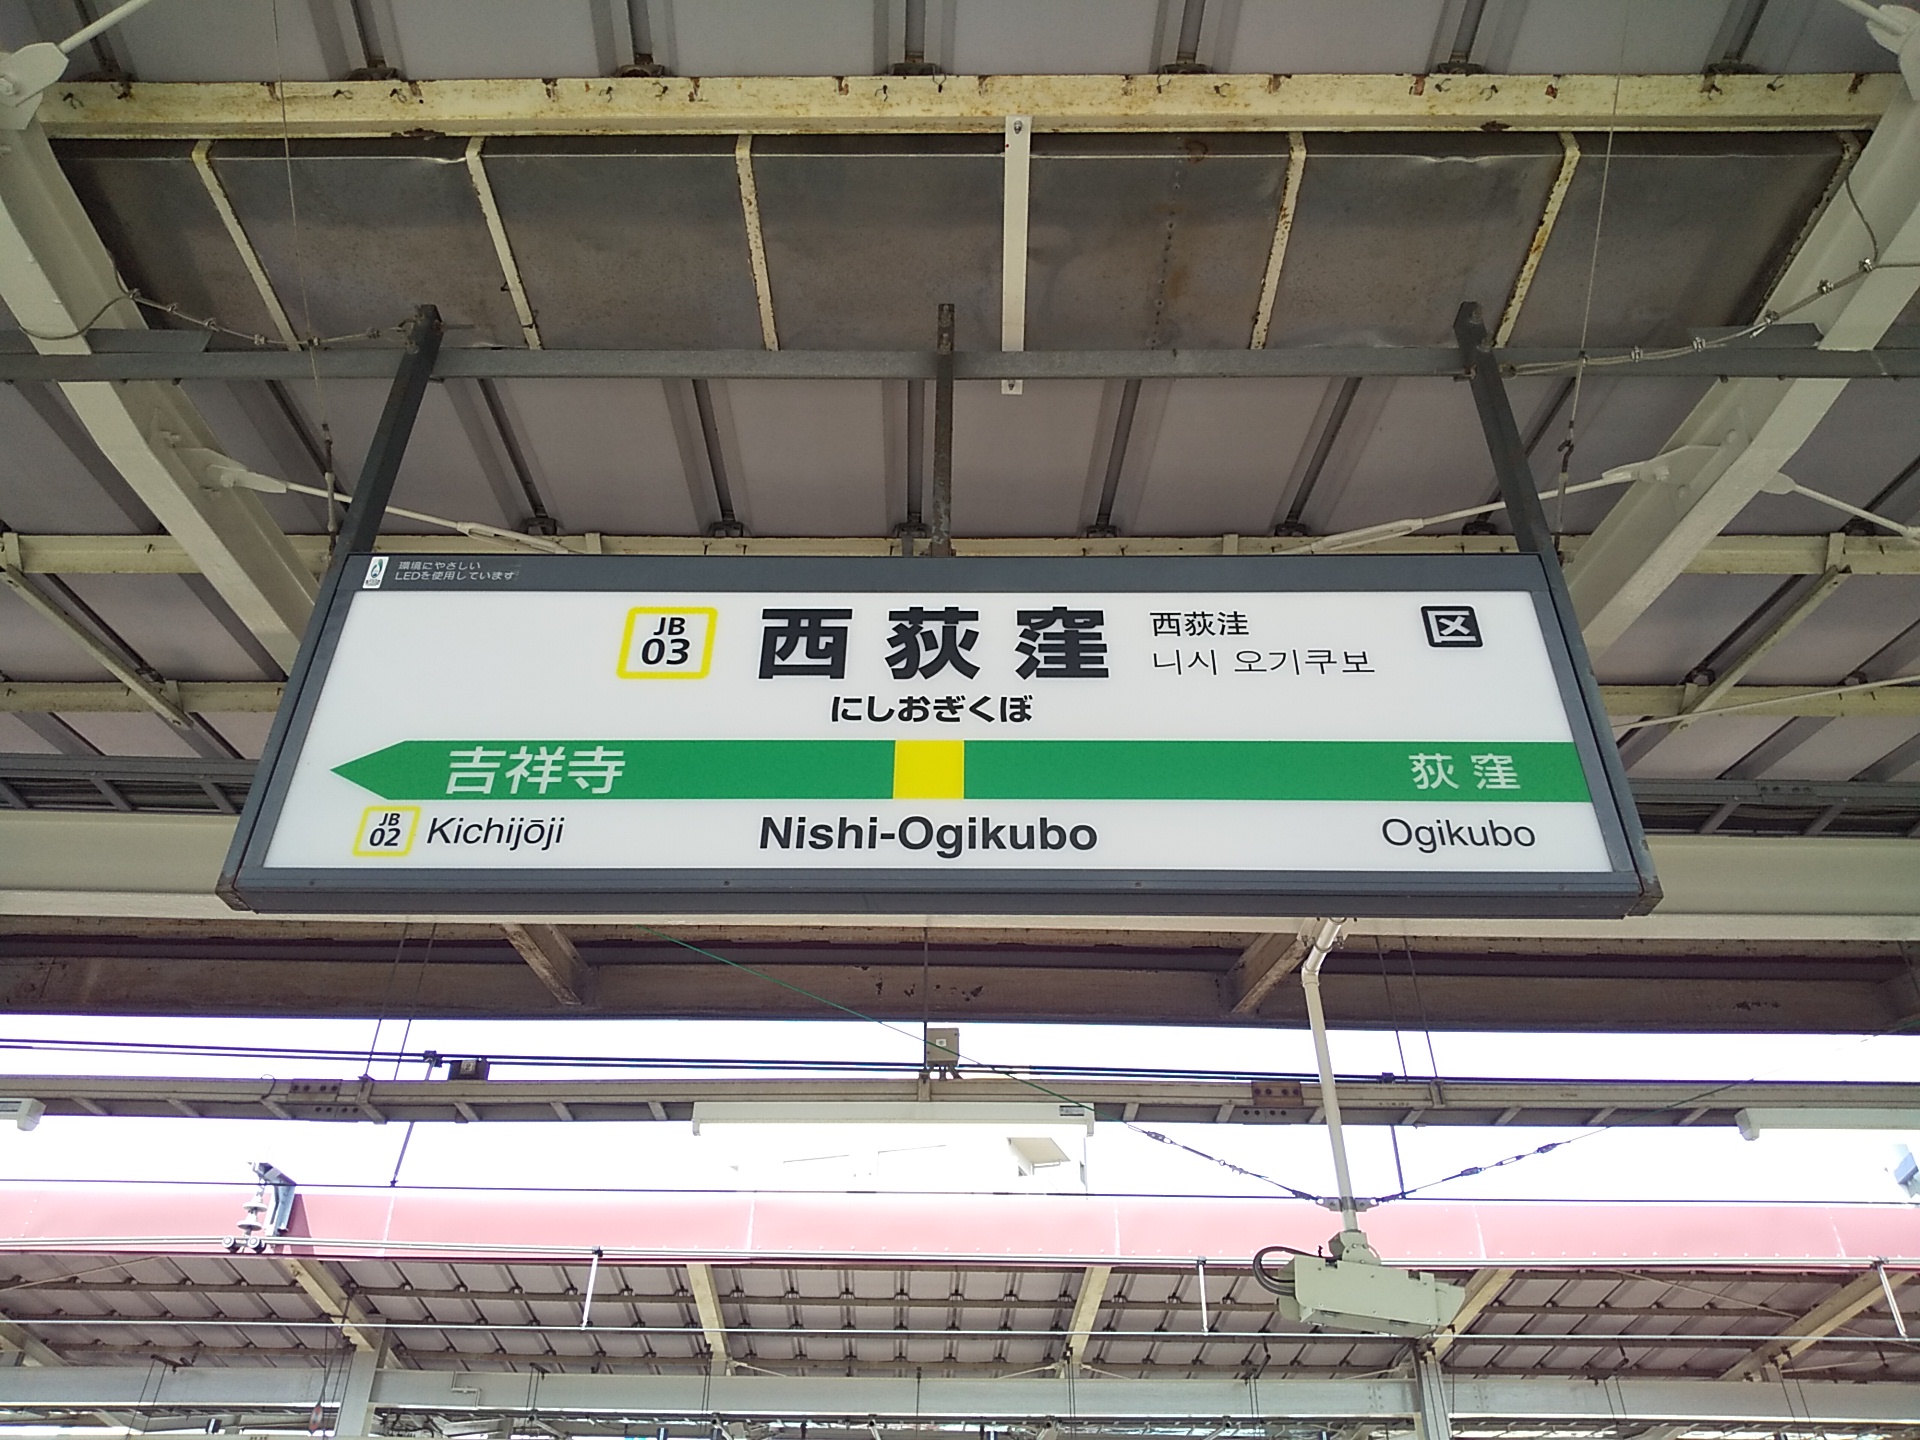 環境にやさしい
LEDを使用しています
JB
03
西荻窪
西荻洼
니시 오기쿠보
区
にしおぎくぼ
吉祥寺
荻窪
JB
02
Kichijōji
Nishi-Ogikubo
Ogikubo